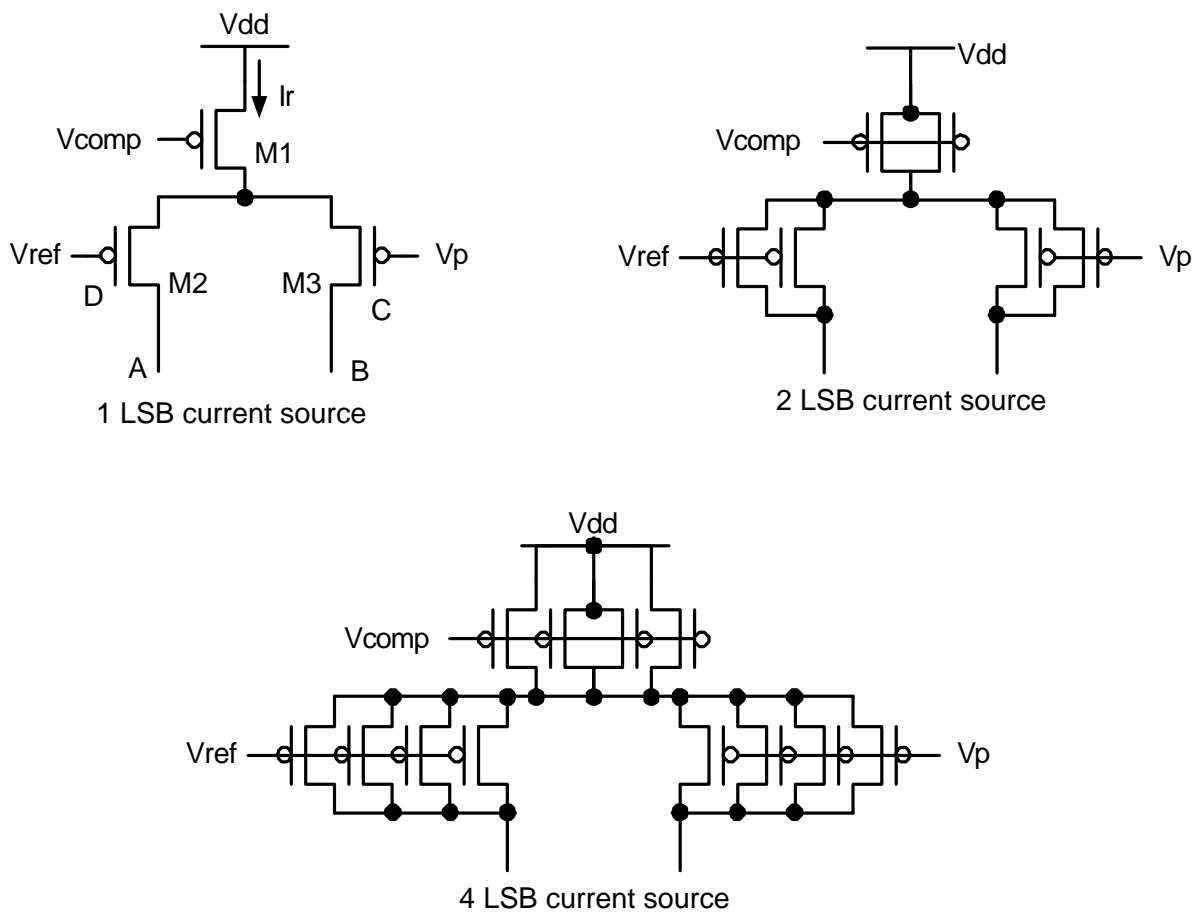 Vdd
Ir
Vcomp
M1
Vref
Vp
D
M2
M3
C
A
B
1 LSB current source
Vdd
Vcomp
Vref
Vp
2 LSB current source
Vdd
Vcomp
Vref
Vp
4 LSB current source